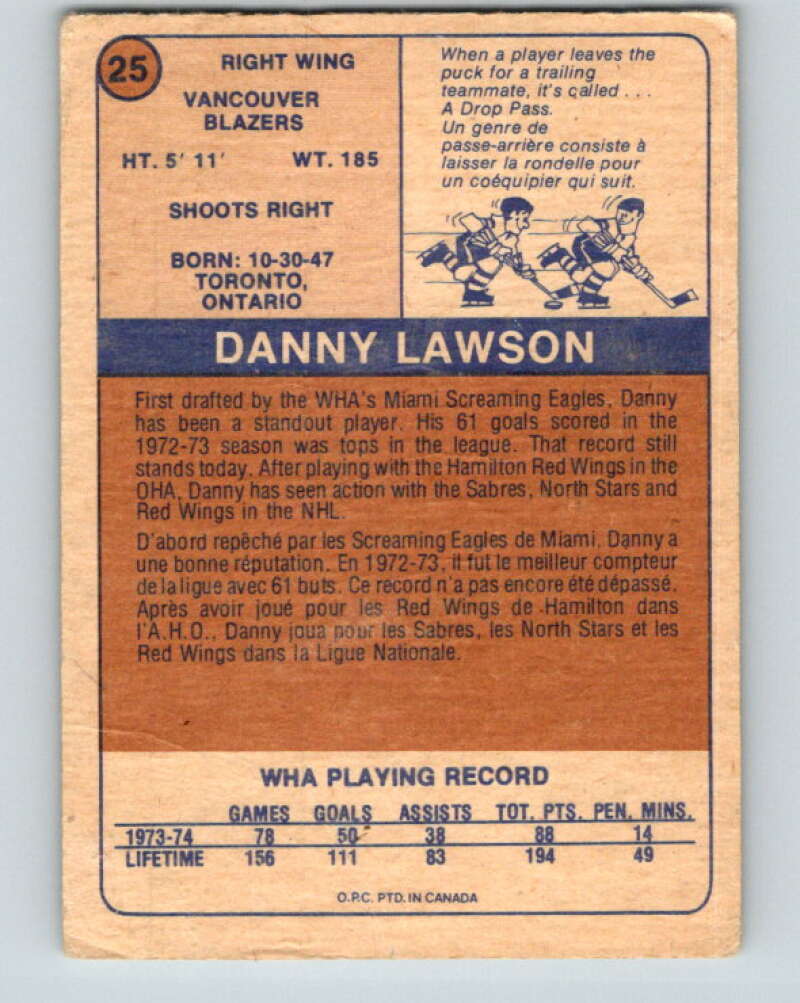 25
RIGHT WING
VANCOUVER
BLAZERS
HT. 5' 11' WT. 185
SHOOTS RIGHT
BORN: 10-30-47
TORONTO,
ONTARIO
When a player leaves the
puck for a trailing
teammate, it's called . . .
A Drop Pass.
Un genre de
passe-arrière consiste à
laisser la rondelle pour
un coéquipier qui suit.
DANNY LAWSON
First drafted by the WHA's Miami Screaming Eagles, Danny
has been a standout player. His 61 goals scored in the
1972-73 season was tops in the league. That record still
stands today. After playing with the Hamilton Red Wings in the
OHA, Danny has seen action with the Sabres, North Stars and
Red Wings in the NHL.
D'abord repêché par les Screaming Eagles de Miami, Danny a
une bonne réputation. En 1972-73, il fut le meilleur compteur
de la ligue avec 61 buts. Ce record n'a pas encore été dépassé.
Après avoir joué pour les Red Wings de Hamilton dans
l'A.H.O., Danny joua pour les Sabres, les North Stars et les
Red Wings dans la Ligue Nationale.
WHA PLAYING RECORD
GAMES GOALS ASSISTS TOT. PTS. PEN. MINS.
1973-74 78 50 38 88 14
LIFETIME 156 111 83 194 49
O.P.C. PTD. IN CANADA